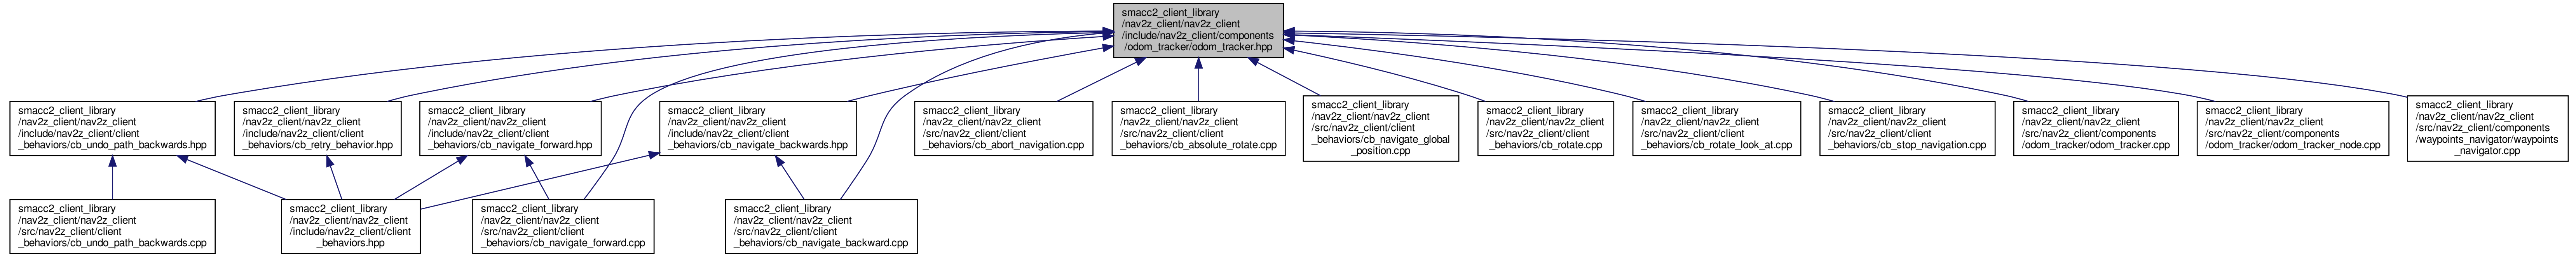 smacc2_client_library
/nav2z_client/nav2z_client
/include/nav2z_client/components
/odom_tracker/odom_tracker.hpp
smacc2_client_library
/nav2z_client/nav2z_client
/include/nav2z_client/client
_behaviors/cb_undo_path_backwards.hpp
smacc2_client_library
/nav2z_client/nav2z_client
/include/nav2z_client/client
_behaviors/cb_retry_behavior.hpp
smacc2_client_library
/nav2z_client/nav2z_client
/include/nav2z_client/client
_behaviors/cb_navigate_forward.hpp
smacc2_client_library
/nav2z_client/nav2z_client
/include/nav2z_client/client
_behaviors/cb_navigate_backwards.hpp
smacc2_client_library
/nav2z_client/nav2z_client
/src/nav2z_client/client
_behaviors/cb_abort_navigation.cpp
smacc2_client_library
/nav2z_client/nav2z_client
/src/nav2z_client/client
_behaviors/cb_absolute_rotate.cpp
smacc2_client_library
/nav2z_client/nav2z_client
/src/nav2z_client/client
_behaviors/cb_navigate_global
_position.cpp
smacc2_client_library
/nav2z_client/nav2z_client
/src/nav2z_client/client
_behaviors/cb_rotate.cpp
smacc2_client_library
/nav2z_client/nav2z_client
/src/nav2z_client/client
_behaviors/cb_rotate_look_at.cpp
smacc2_client_library
/nav2z_client/nav2z_client
/src/nav2z_client/client
_behaviors/cb_stop_navigation.cpp
smacc2_client_library
/nav2z_client/nav2z_client
/src/nav2z_client/components
/odom_tracker/odom_tracker.cpp
smacc2_client_library
/nav2z_client/nav2z_client
/src/nav2z_client/components
/odom_tracker/odom_tracker_node.cpp
smacc2_client_library
/nav2z_client/nav2z_client
/src/nav2z_client/components
/waypoints_navigator/waypoints
_navigator.cpp
smacc2_client_library
/nav2z_client/nav2z_client
/src/nav2z_client/client
_behaviors/cb_undo_path_backwards.cpp
smacc2_client_library
/nav2z_client/nav2z_client
/include/nav2z_client/client
_behaviors.hpp
smacc2_client_library
/nav2z_client/nav2z_client
/src/nav2z_client/client
_behaviors/cb_navigate_forward.cpp
smacc2_client_library
/nav2z_client/nav2z_client
/src/nav2z_client/client
_behaviors/cb_navigate_backward.cpp